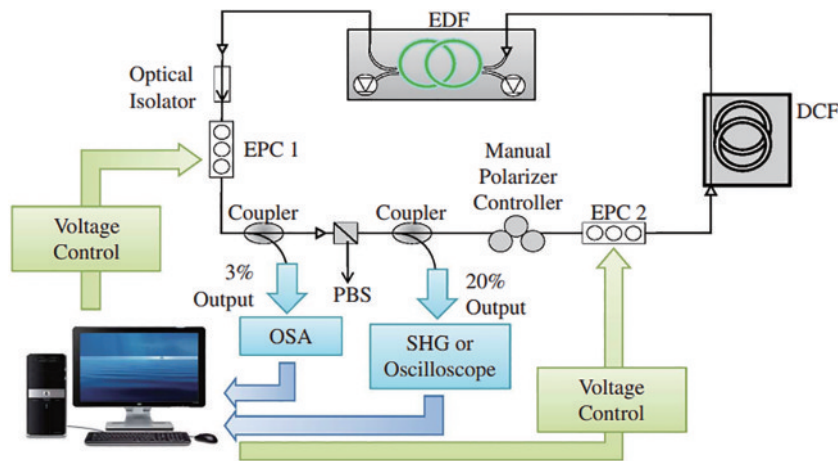 EDF
Optical
Isolator
DCF
EPC 1
Manual
Polarizer
Controller
Voltage
Control
Coupler
Coupler
EPC 2
3%
Output
PBS
20%
Output
OSA
SHG or
Oscilloscope
Voltage
Control